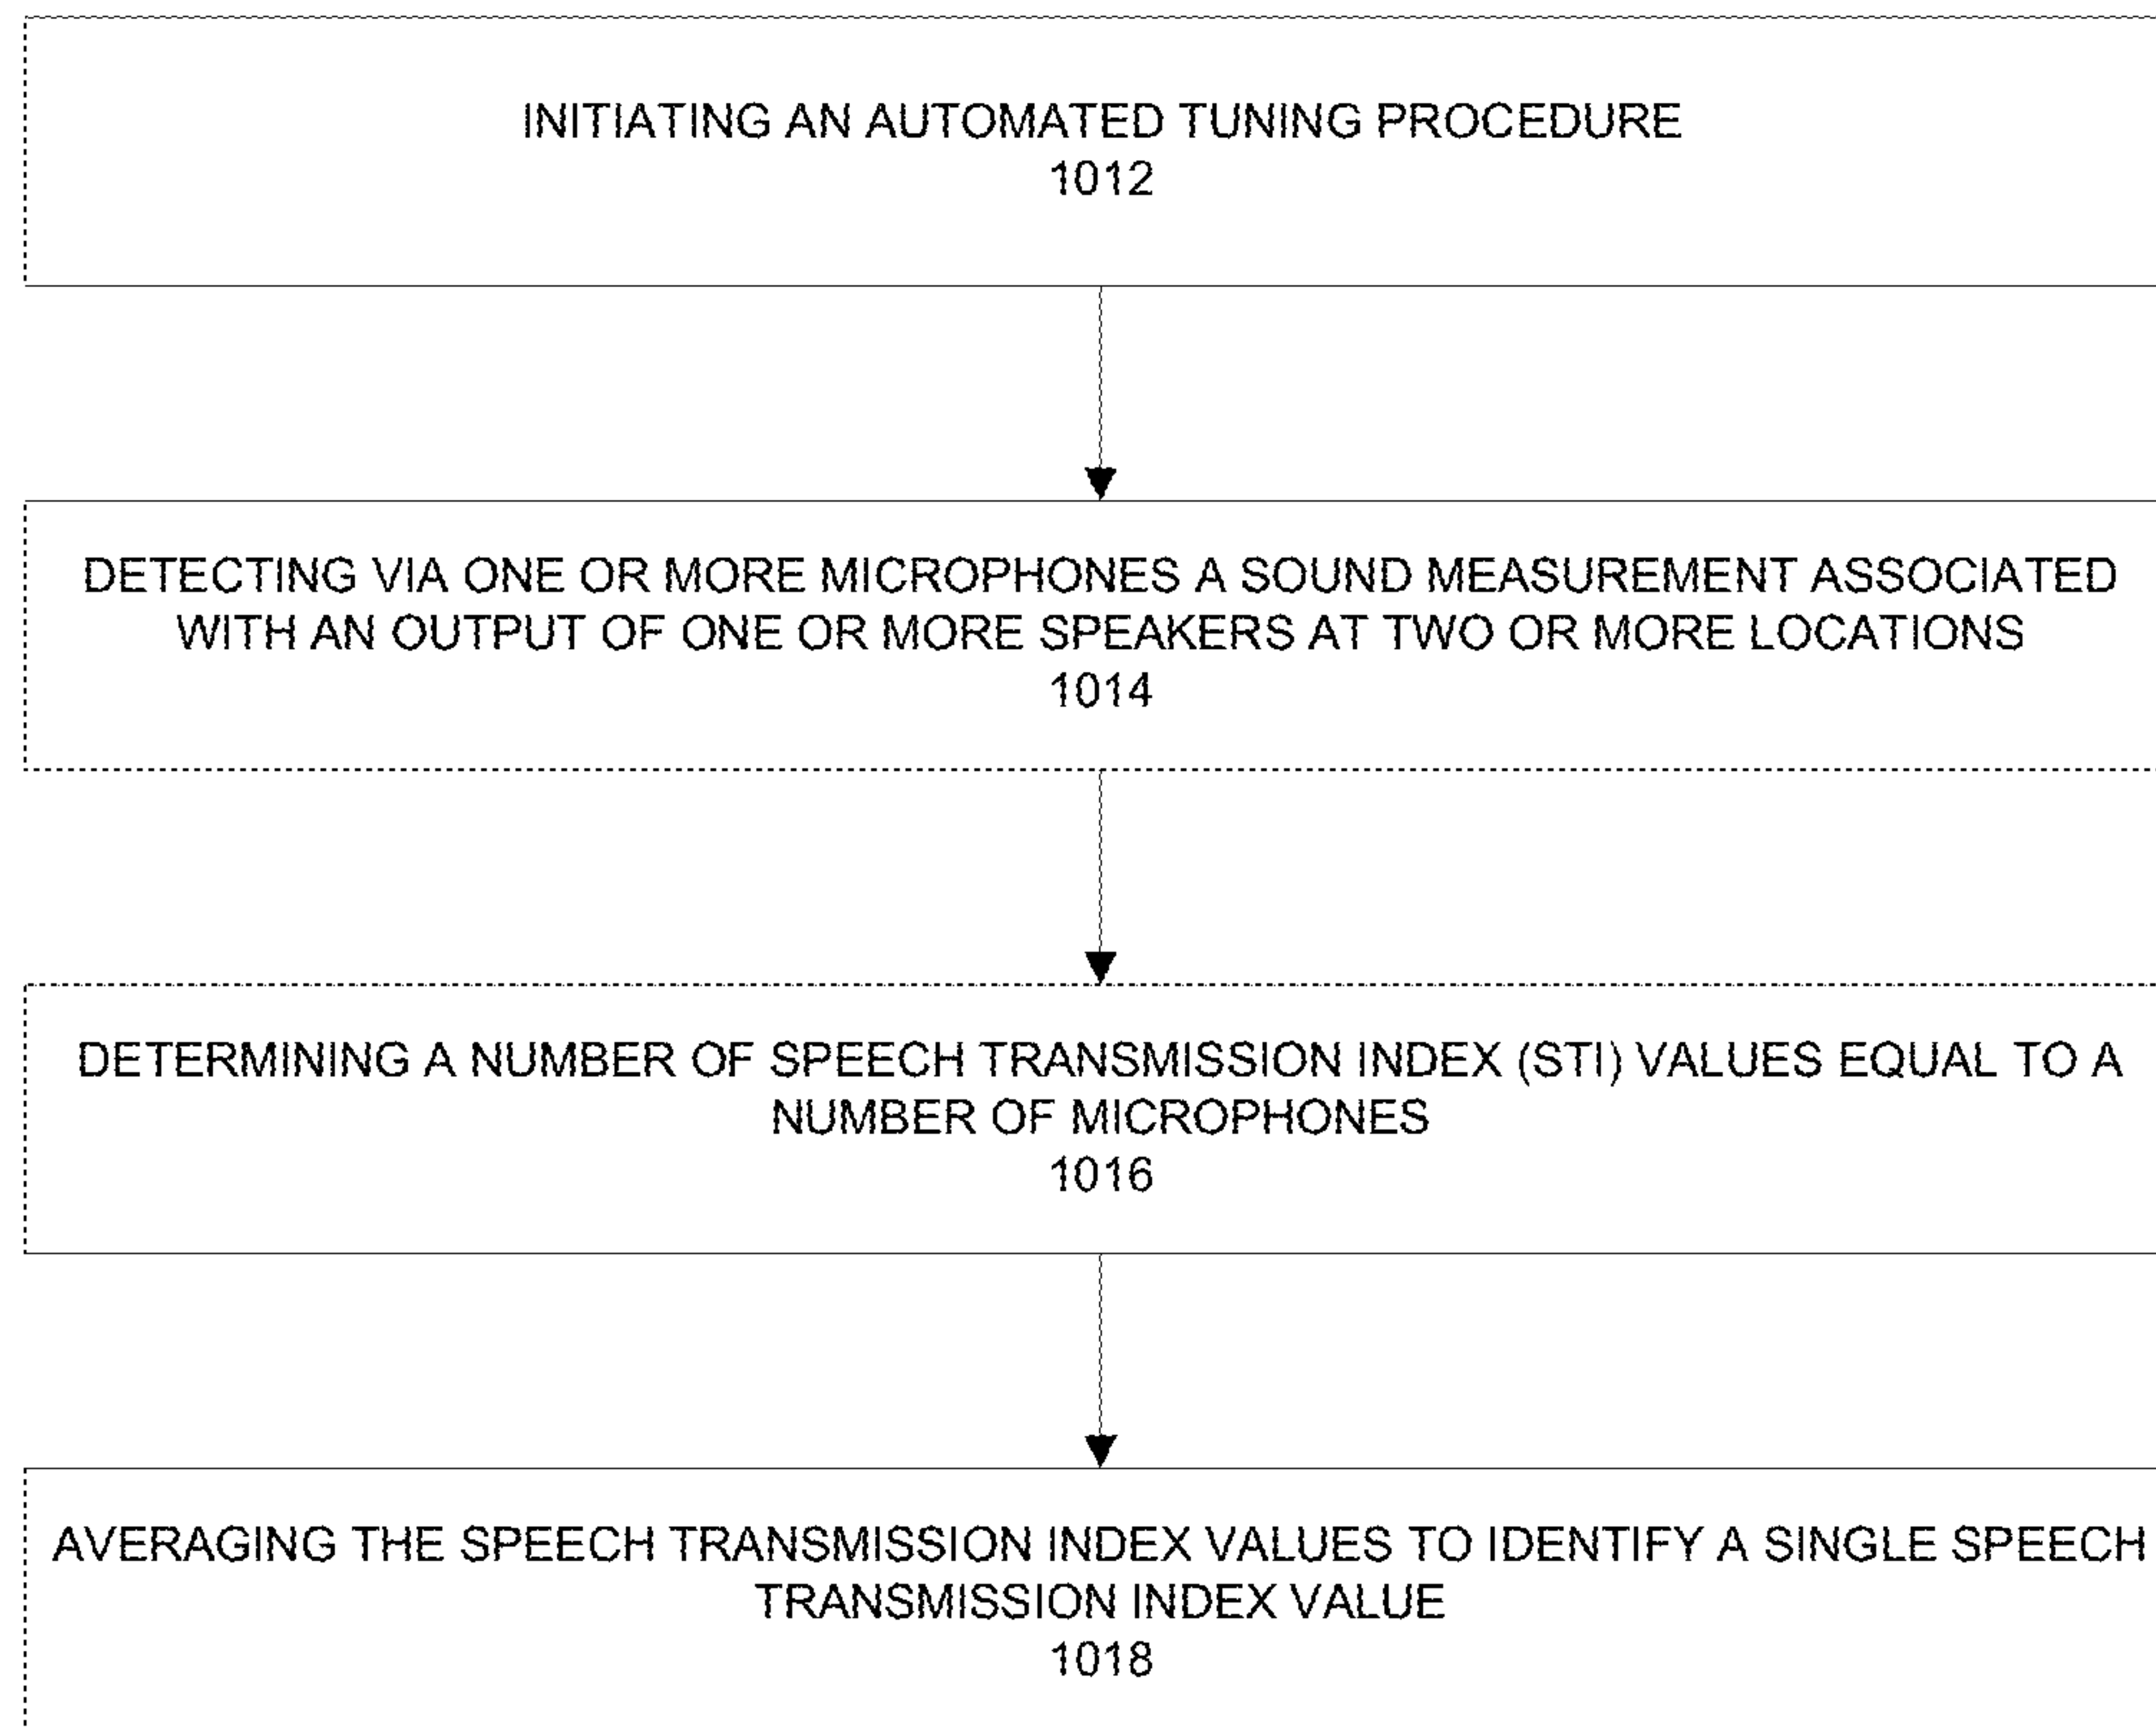 INITIATING AN AUTOMATED TUNING PROCEDURE
1012
DETECTING VIA ONE OR MORE MICROPHONES A SOUND MEASUREMENT ASSOCIATED
WITH AN OUTPUT OF ONE OR MORE SPEAKERS AT TWO OR MORE LOCATIONS
1014
DETERMINING A NUMBER OF SPEECH TRANSMISSION INDEX (STI) VALUES EQUAL TO A
NUMBER OF MICROPHONES
1016
AVERAGING THE SPEECH TRANSMISSION INDEX VALUES TO IDENTIFY A SINGLE SPEECH
TRANSMISSION INDEX VALUE
1018